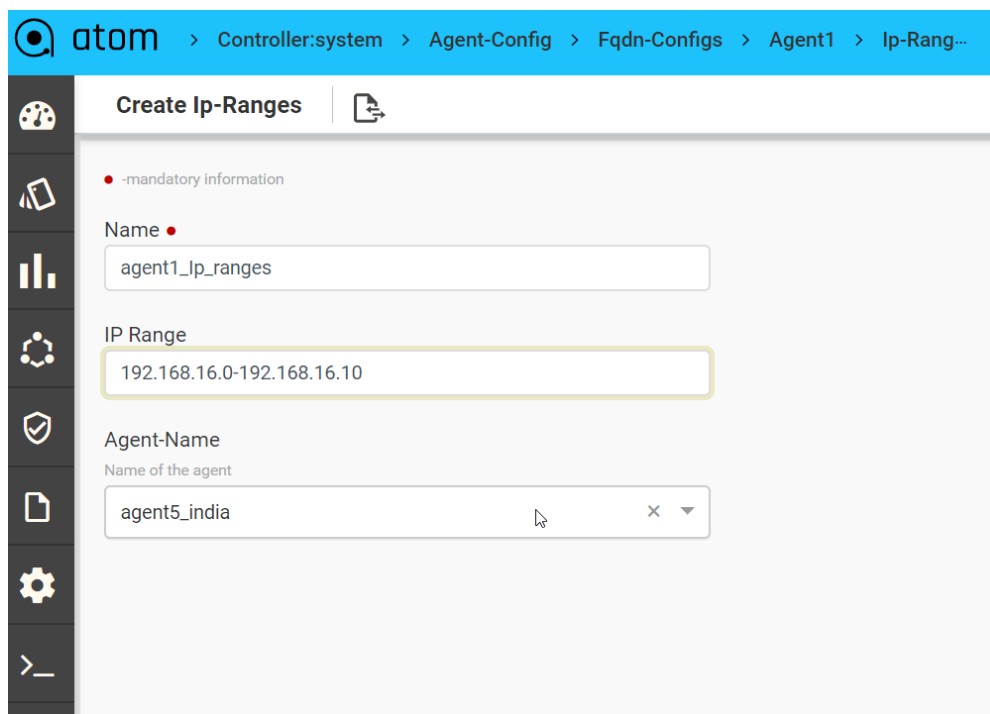 atom > Controller:system > Agent-Config > Fqdn-Configs > Agent1 > Ip-Rang...
Create Ip-Ranges
-mandatory information
Name
agent1_Ip_ranges
IP Range
192.168.16.0-192.168.16.10
Agent-Name
Name of the agent
agent5_india